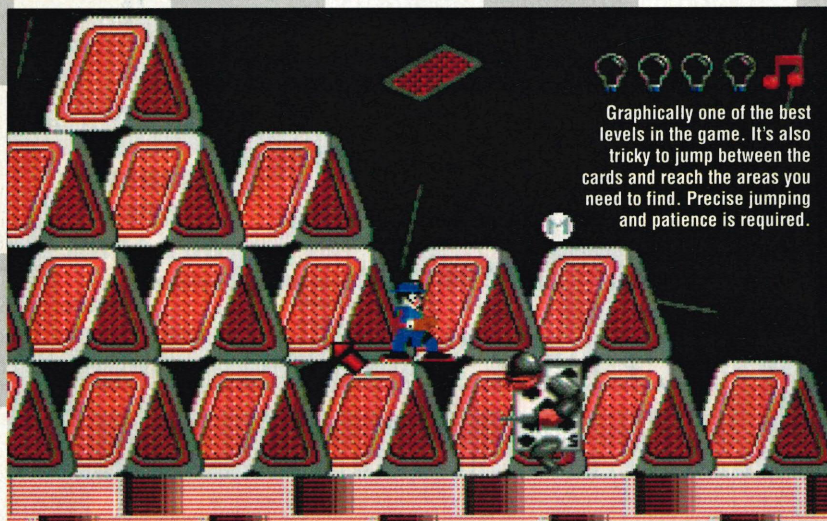 Graphically one of the best
levels in the game. It's also
tricky to jump between the
cards and reach the areas you
need to find. Precise jumping
and patience is required.
M